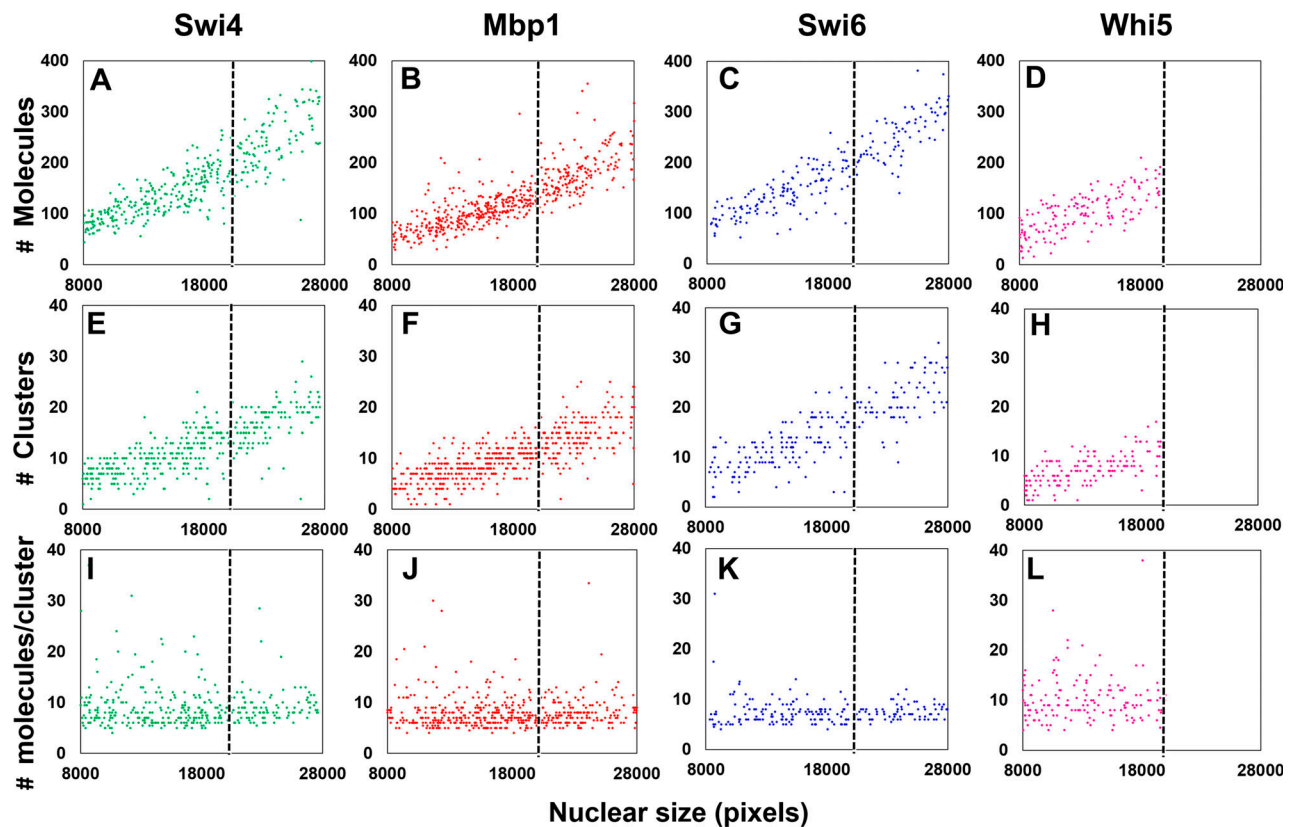 Swi4 Mbp1 Swi6 Whi5
# Molecules
A B C D
400 400 400 400
300 300 300 300
200 200 200 200
100 100 100 100
0 0 0 0
8000 18000 28000 8000 18000 28000 8000 18000 28000 8000 18000 28000
# Clusters
E F G H
40 40 40 40
30 30 30 30
20 20 20 20
10 10 10 10
0 0 0 0
8000 18000 28000 8000 18000 28000 8000 18000 28000 8000 18000 28000
# molecules/cluster
I J K L
40 40 40 40
30 30 30 30
20 20 20 20
10 10 10 10
0 0 0 0
8000 18000 28000 8000 18000 28000 8000 18000 28000 8000 18000 28000
Nuclear size (pixels)